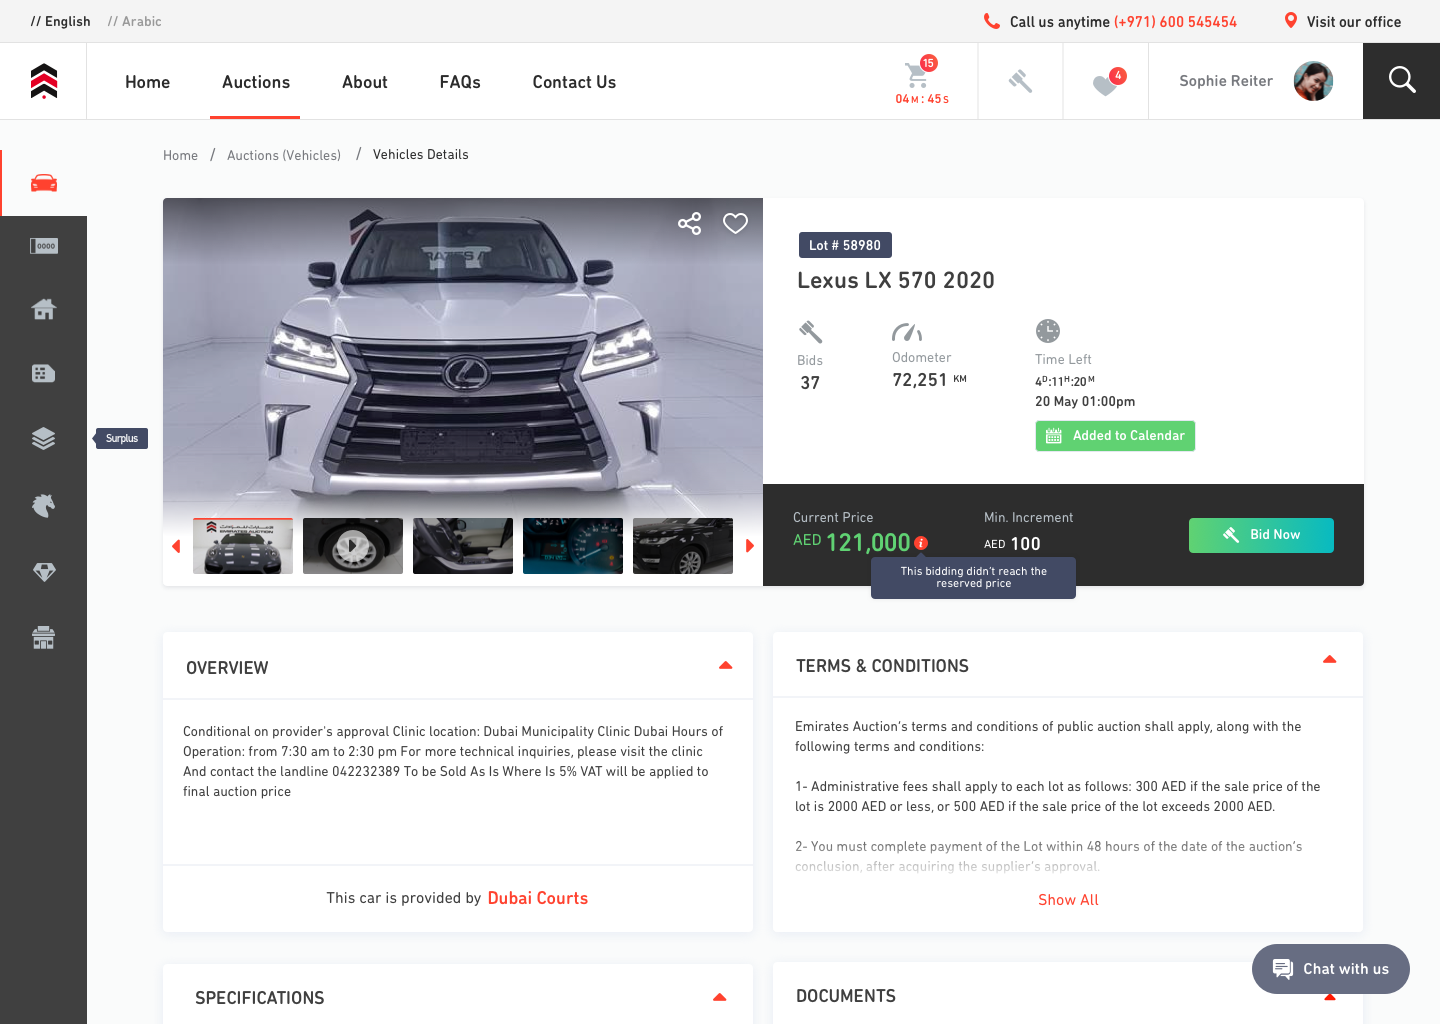 // English // Arabic
Call us anytime (+971) 600 545454
Visit our office
Home Auctions About FAQs Contact Us
15
04M : 45S
4
Sophie Reiter
Home / Auctions (Vehicles) / Vehicles Details
0000
Surplus
Lot # 58980
Lexus LX 570 2020
Bids
37
Odometer
72,251 KM
Time Left
4D:11H:20M
20 May 01:00pm
Added to Calendar
EMIRATES AUCTION
Current Price
AED 121,000
Min. Increment
AED 100
Bid Now
This bidding didn't reach the
reserved price
OVERVIEW
Conditional on provider's approval Clinic location: Dubai Municipality Clinic Dubai Hours of
Operation: from 7:30 am to 2:30 pm For more technical inquiries, please visit the clinic
And contact the landline 042232389 To be Sold As Is Where Is 5% VAT will be applied to
final auction price
This car is provided by Dubai Courts
TERMS & CONDITIONS
Emirates Auction's terms and conditions of public auction shall apply, along with the
following terms and conditions:
1- Administrative fees shall apply to each lot as follows: 300 AED if the sale price of the
lot is 2000 AED or less, or 500 AED if the sale price of the lot exceeds 2000 AED.
2- You must complete payment of the Lot within 48 hours of the date of the auction's
conclusion, after acquiring the supplier's approval.
Show All
SPECIFICATIONS
DOCUMENTS
Chat with us